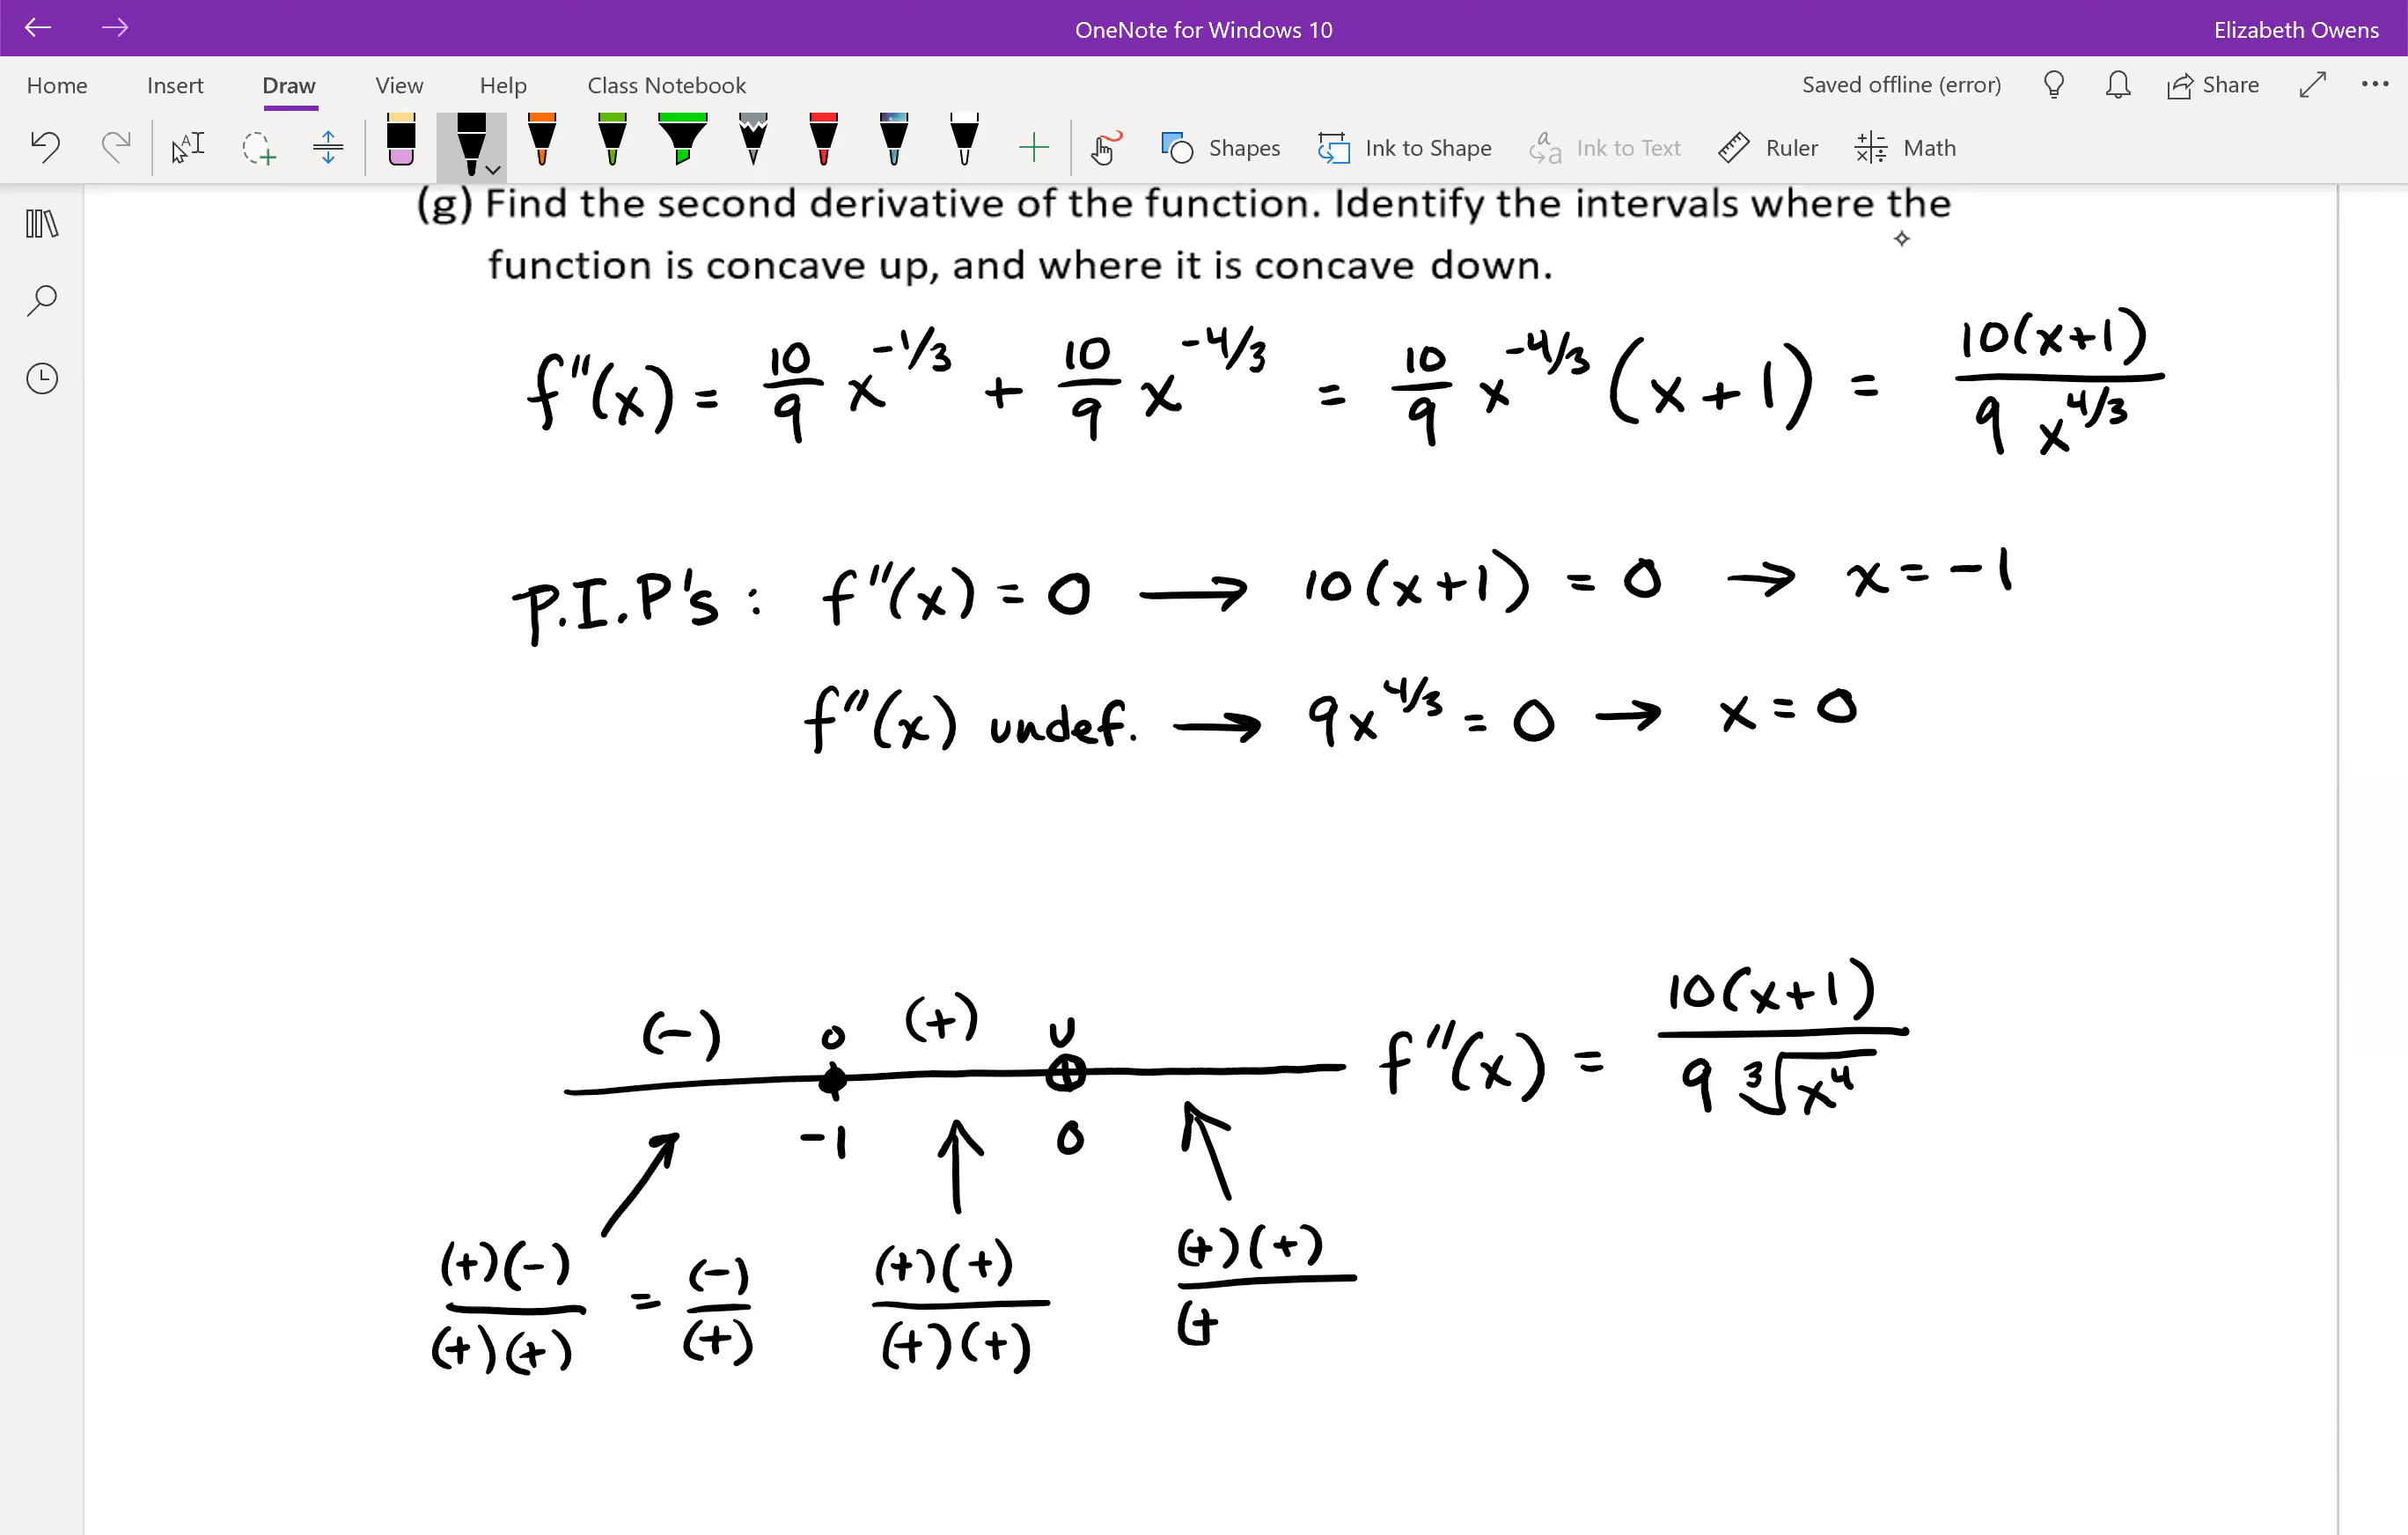 OneNote for Windows 10
Elizabeth Owens
Home Insert Draw View Help Class Notebook
Saved offline (error) Share
Shapes Ink to Shape Ink to Text Ruler Math
(g) Find the second derivative of the function. Identify the intervals where the
function is concave up, and where it is concave down.
f''(x) = 10/9 x^(-1/3) + 10/9 x^(-4/3) = 10/9 x^(-4/3) (x+1) = 10(x+1)/(9 x^(4/3))
P.I.P's : f''(x) = 0 → 10(x+1) = 0 → x = -1
f''(x) undef. → 9x^(4/3) = 0 → x = 0
(-) 0 (+) U
-1 0
f''(x) = 10(x+1)/(9 ∛(x^4))
(+)(-)/(+)(+) = (-)/(+) (+)(+)/(+)(+) (+)(+)/(+